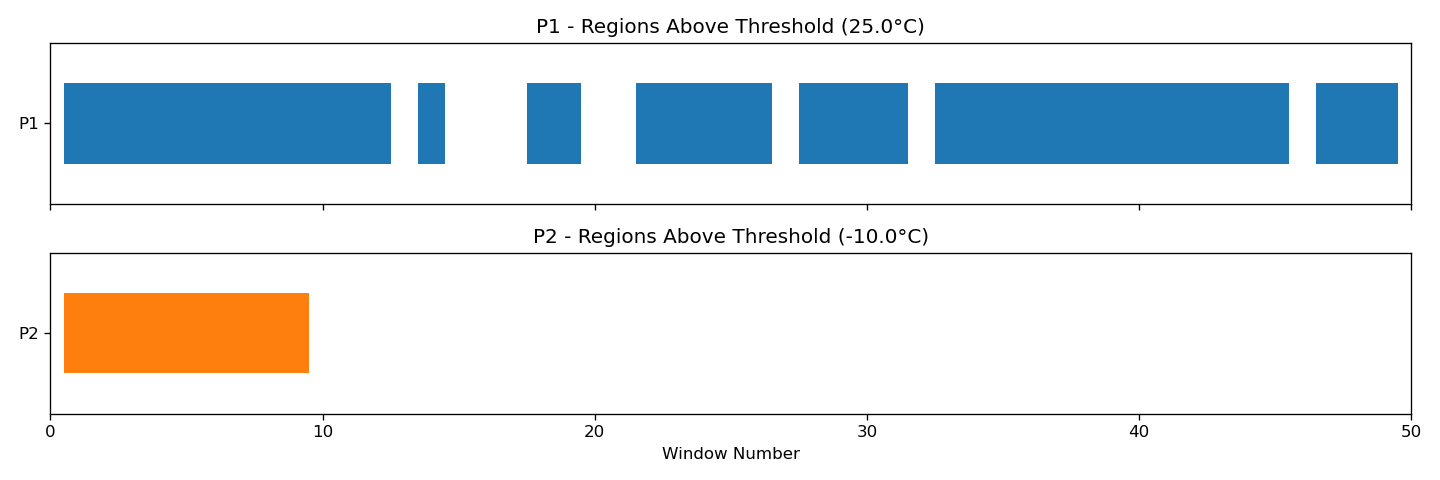 P1 - Regions Above Threshold (25.0°C)
P1
P2 - Regions Above Threshold (-10.0°C)
P2
0 10 20 30 40 50
Window Number